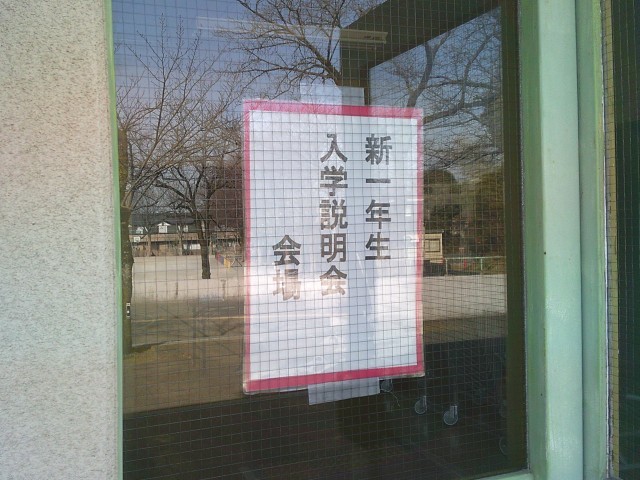 新一年生
入学説明会
会場